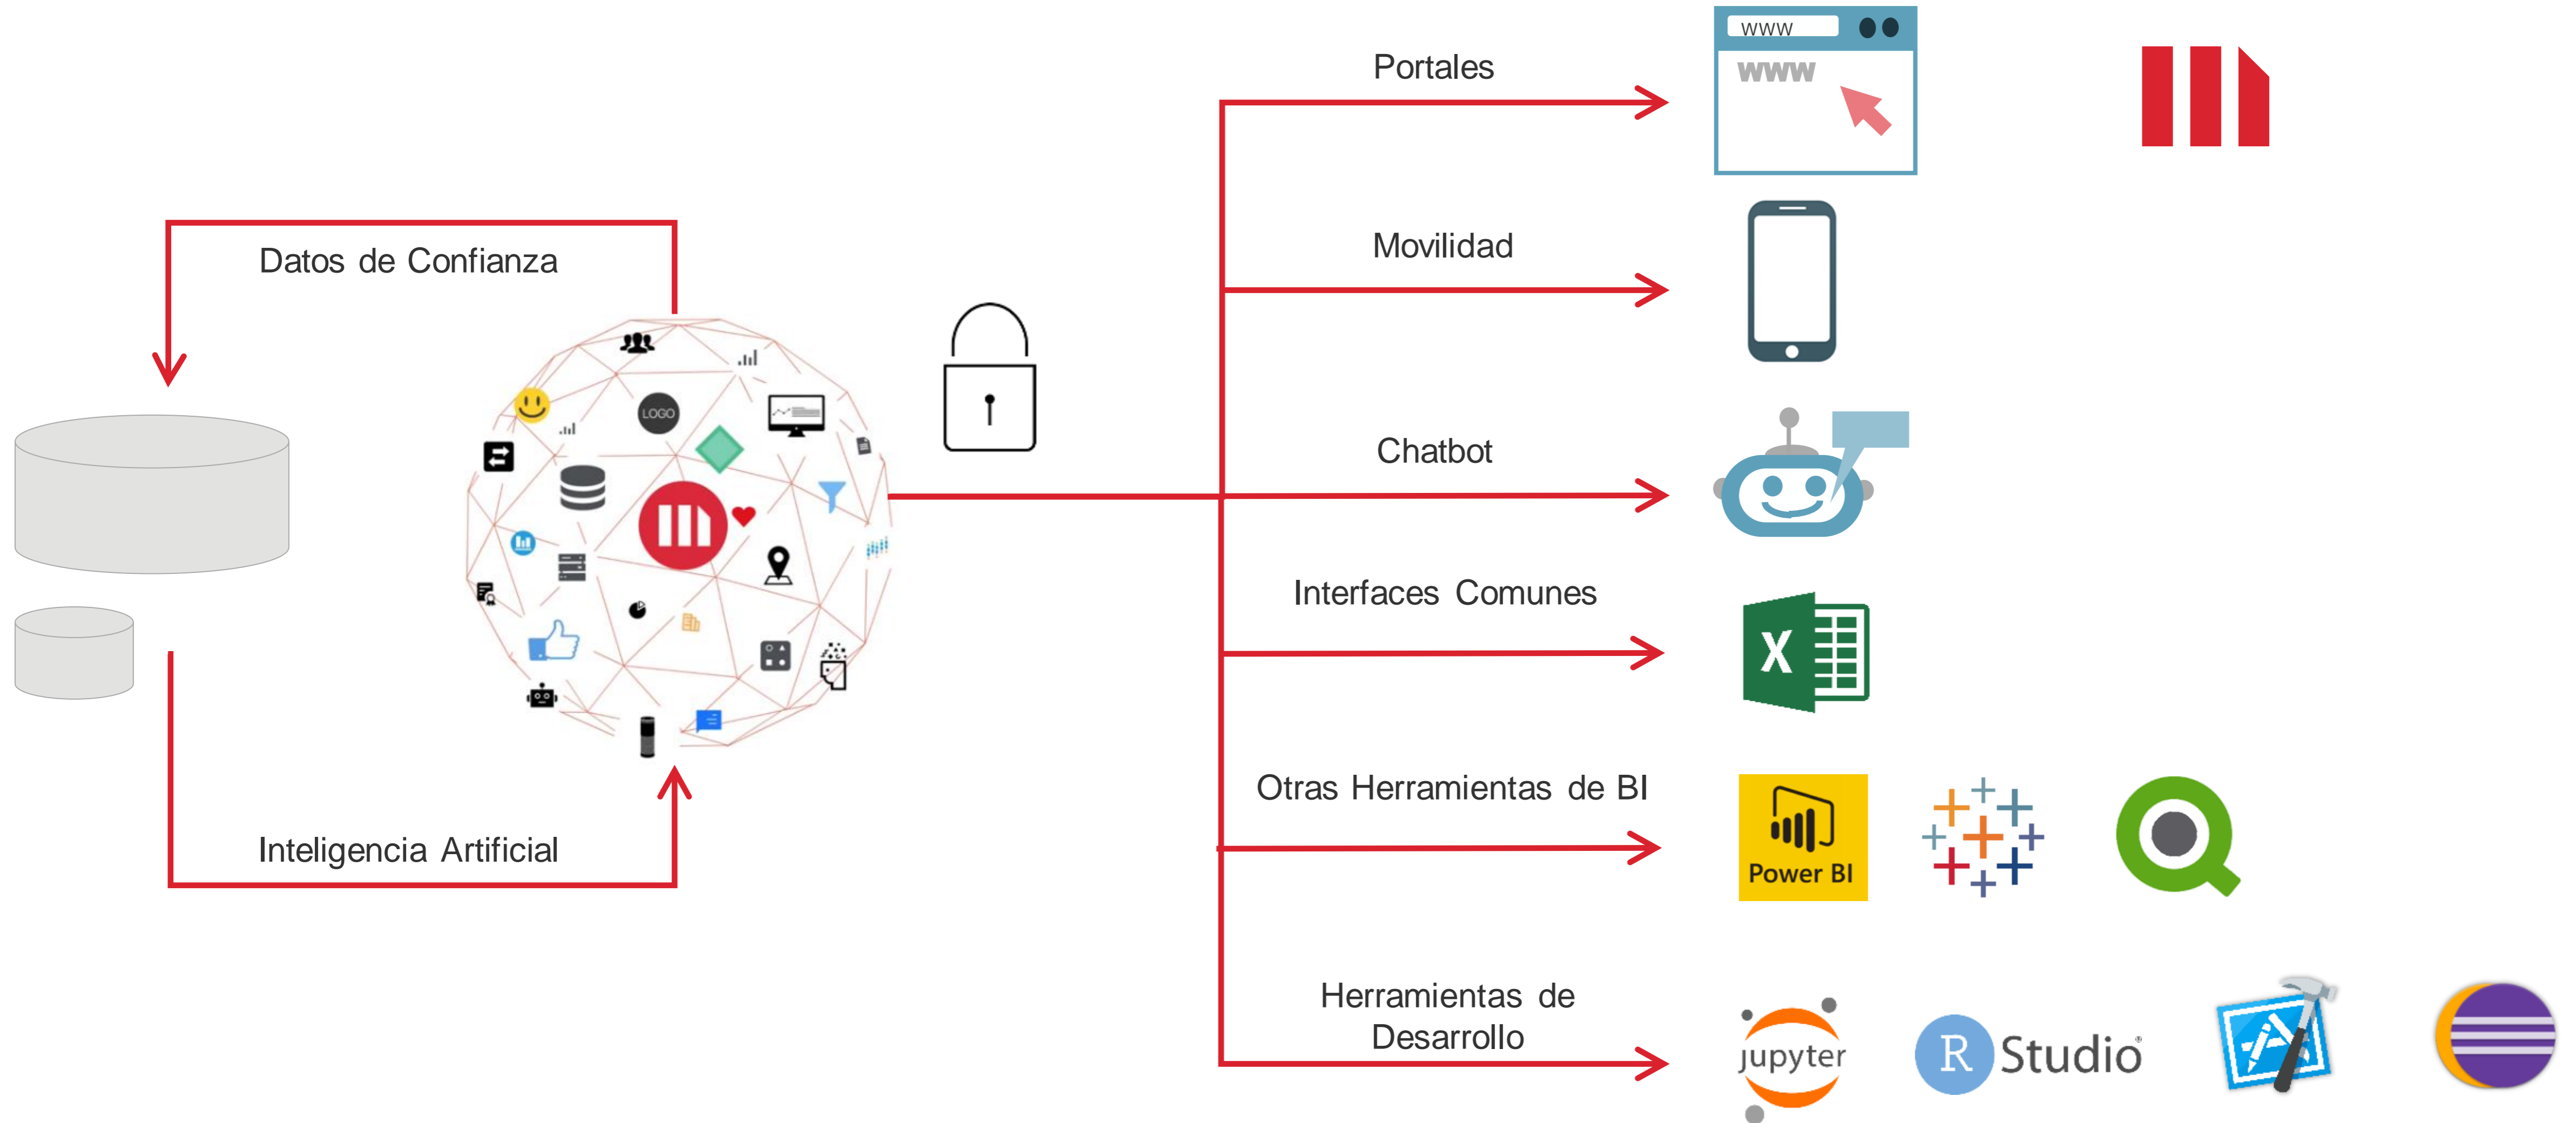 www
www
Portales
Movilidad
Datos de Confianza
LOGO
Chatbot
Interfaces Comunes
X
Otras Herramientas de BI
Power BI
Inteligencia Artificial
Herramientas de
Desarrollo
jupyter
R Studio®